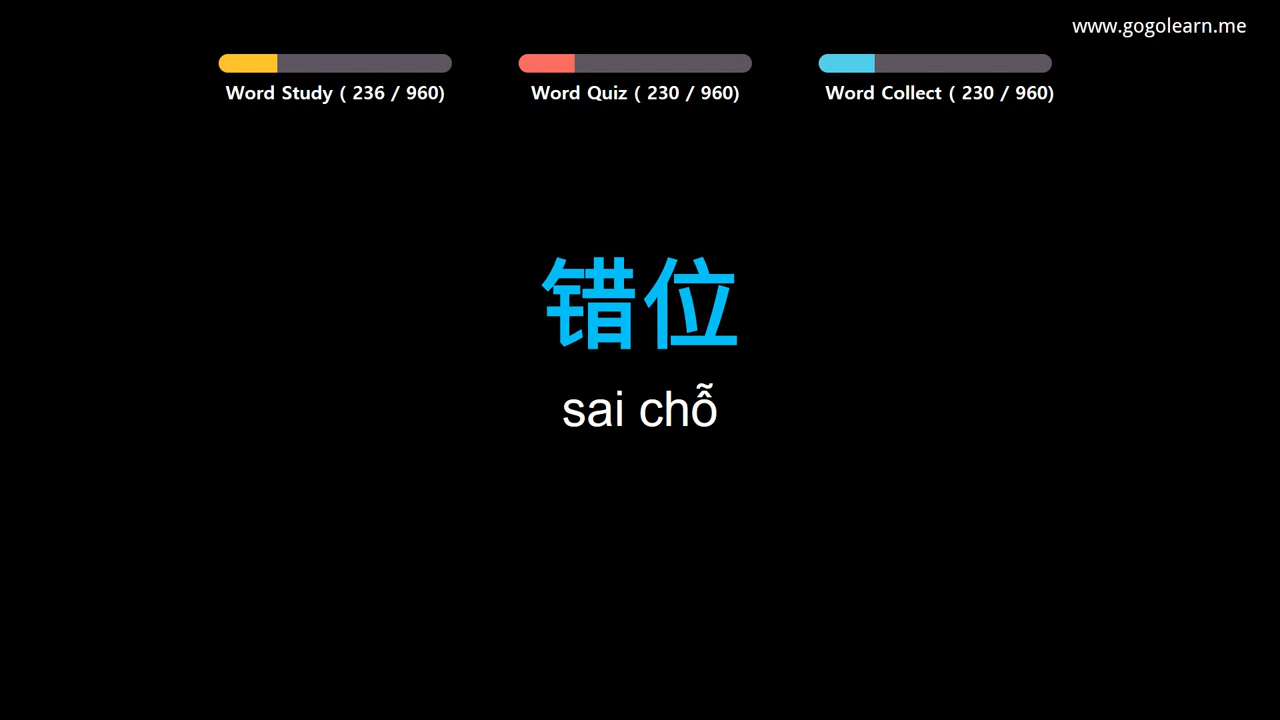 www.gogolearn.me
Word Study ( 236 / 960)
Word Quiz ( 230 / 960)
Word Collect ( 230 / 960)
错位
sai chỗ